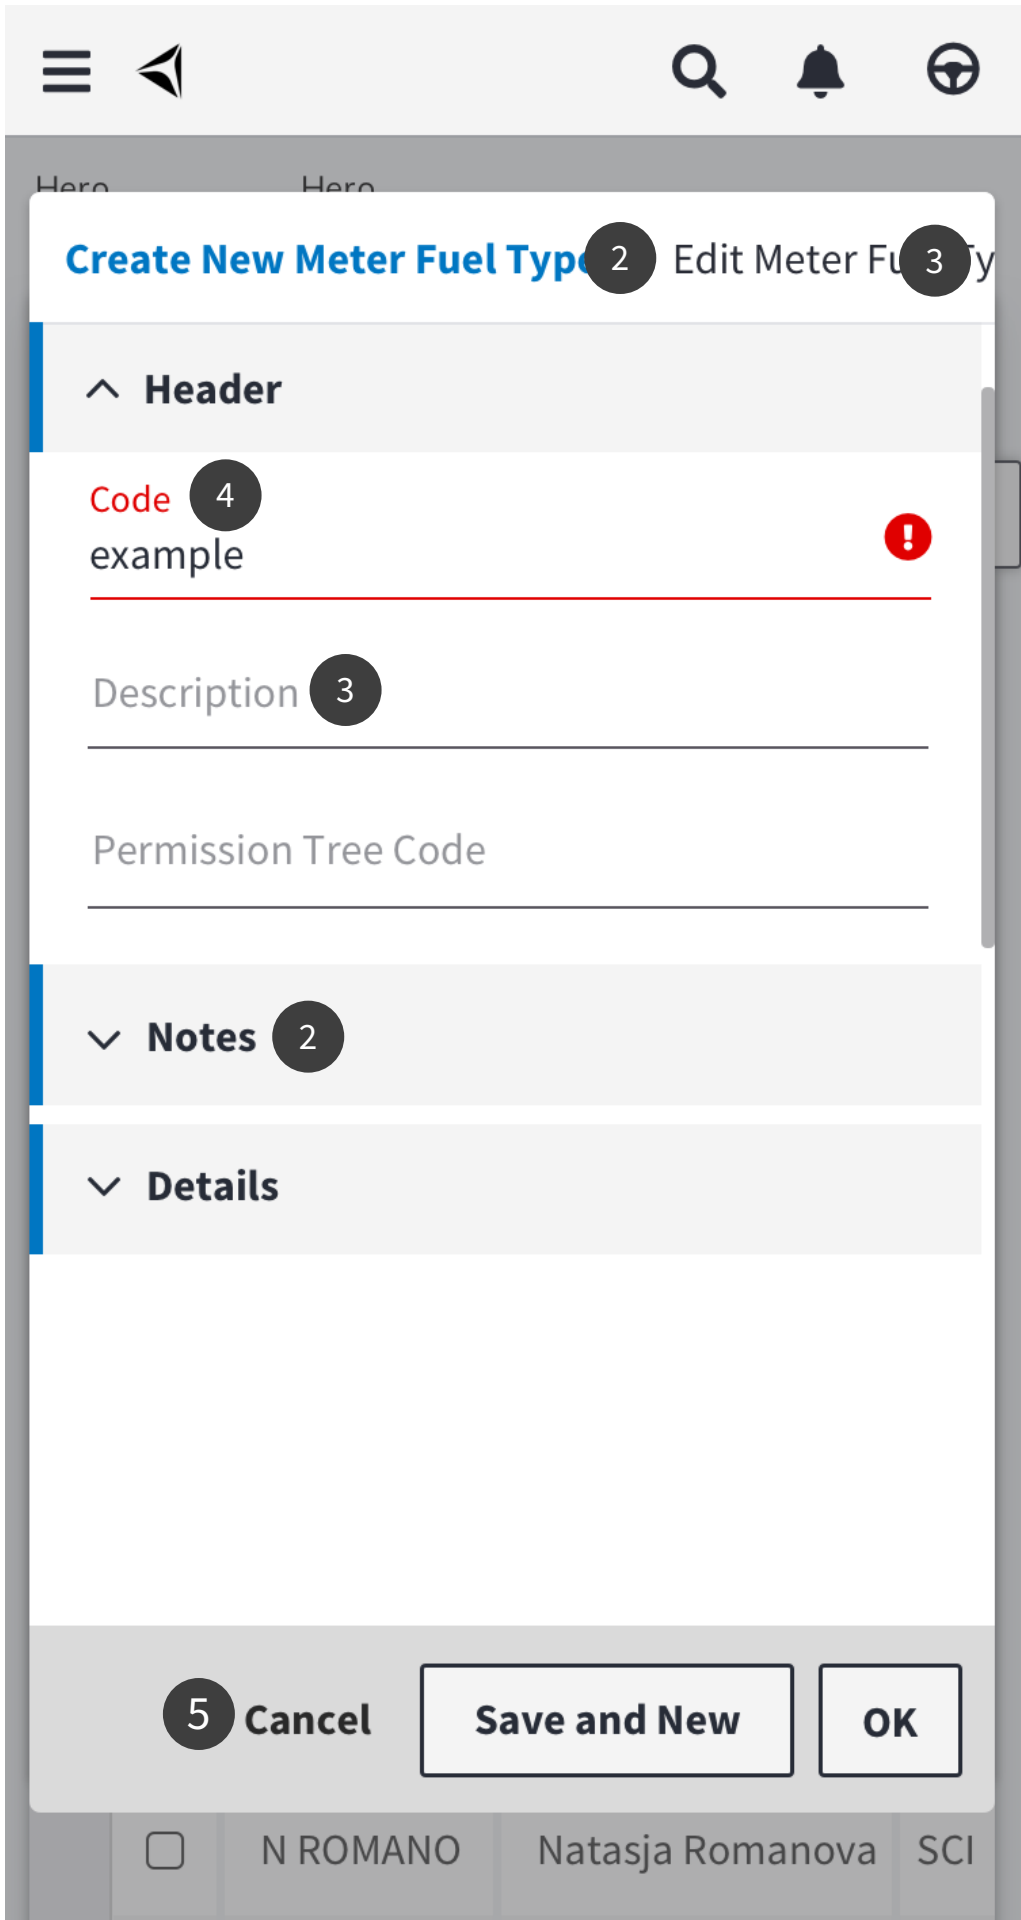 Hero Hero
Create New Meter Fuel Type 2 Edit Meter Fu 3 Ty
Header
Code 4
example
Description 3
Permission Tree Code
Notes 2
Details
5 Cancel Save and New OK
N ROMANO Natasja Romanova SCI